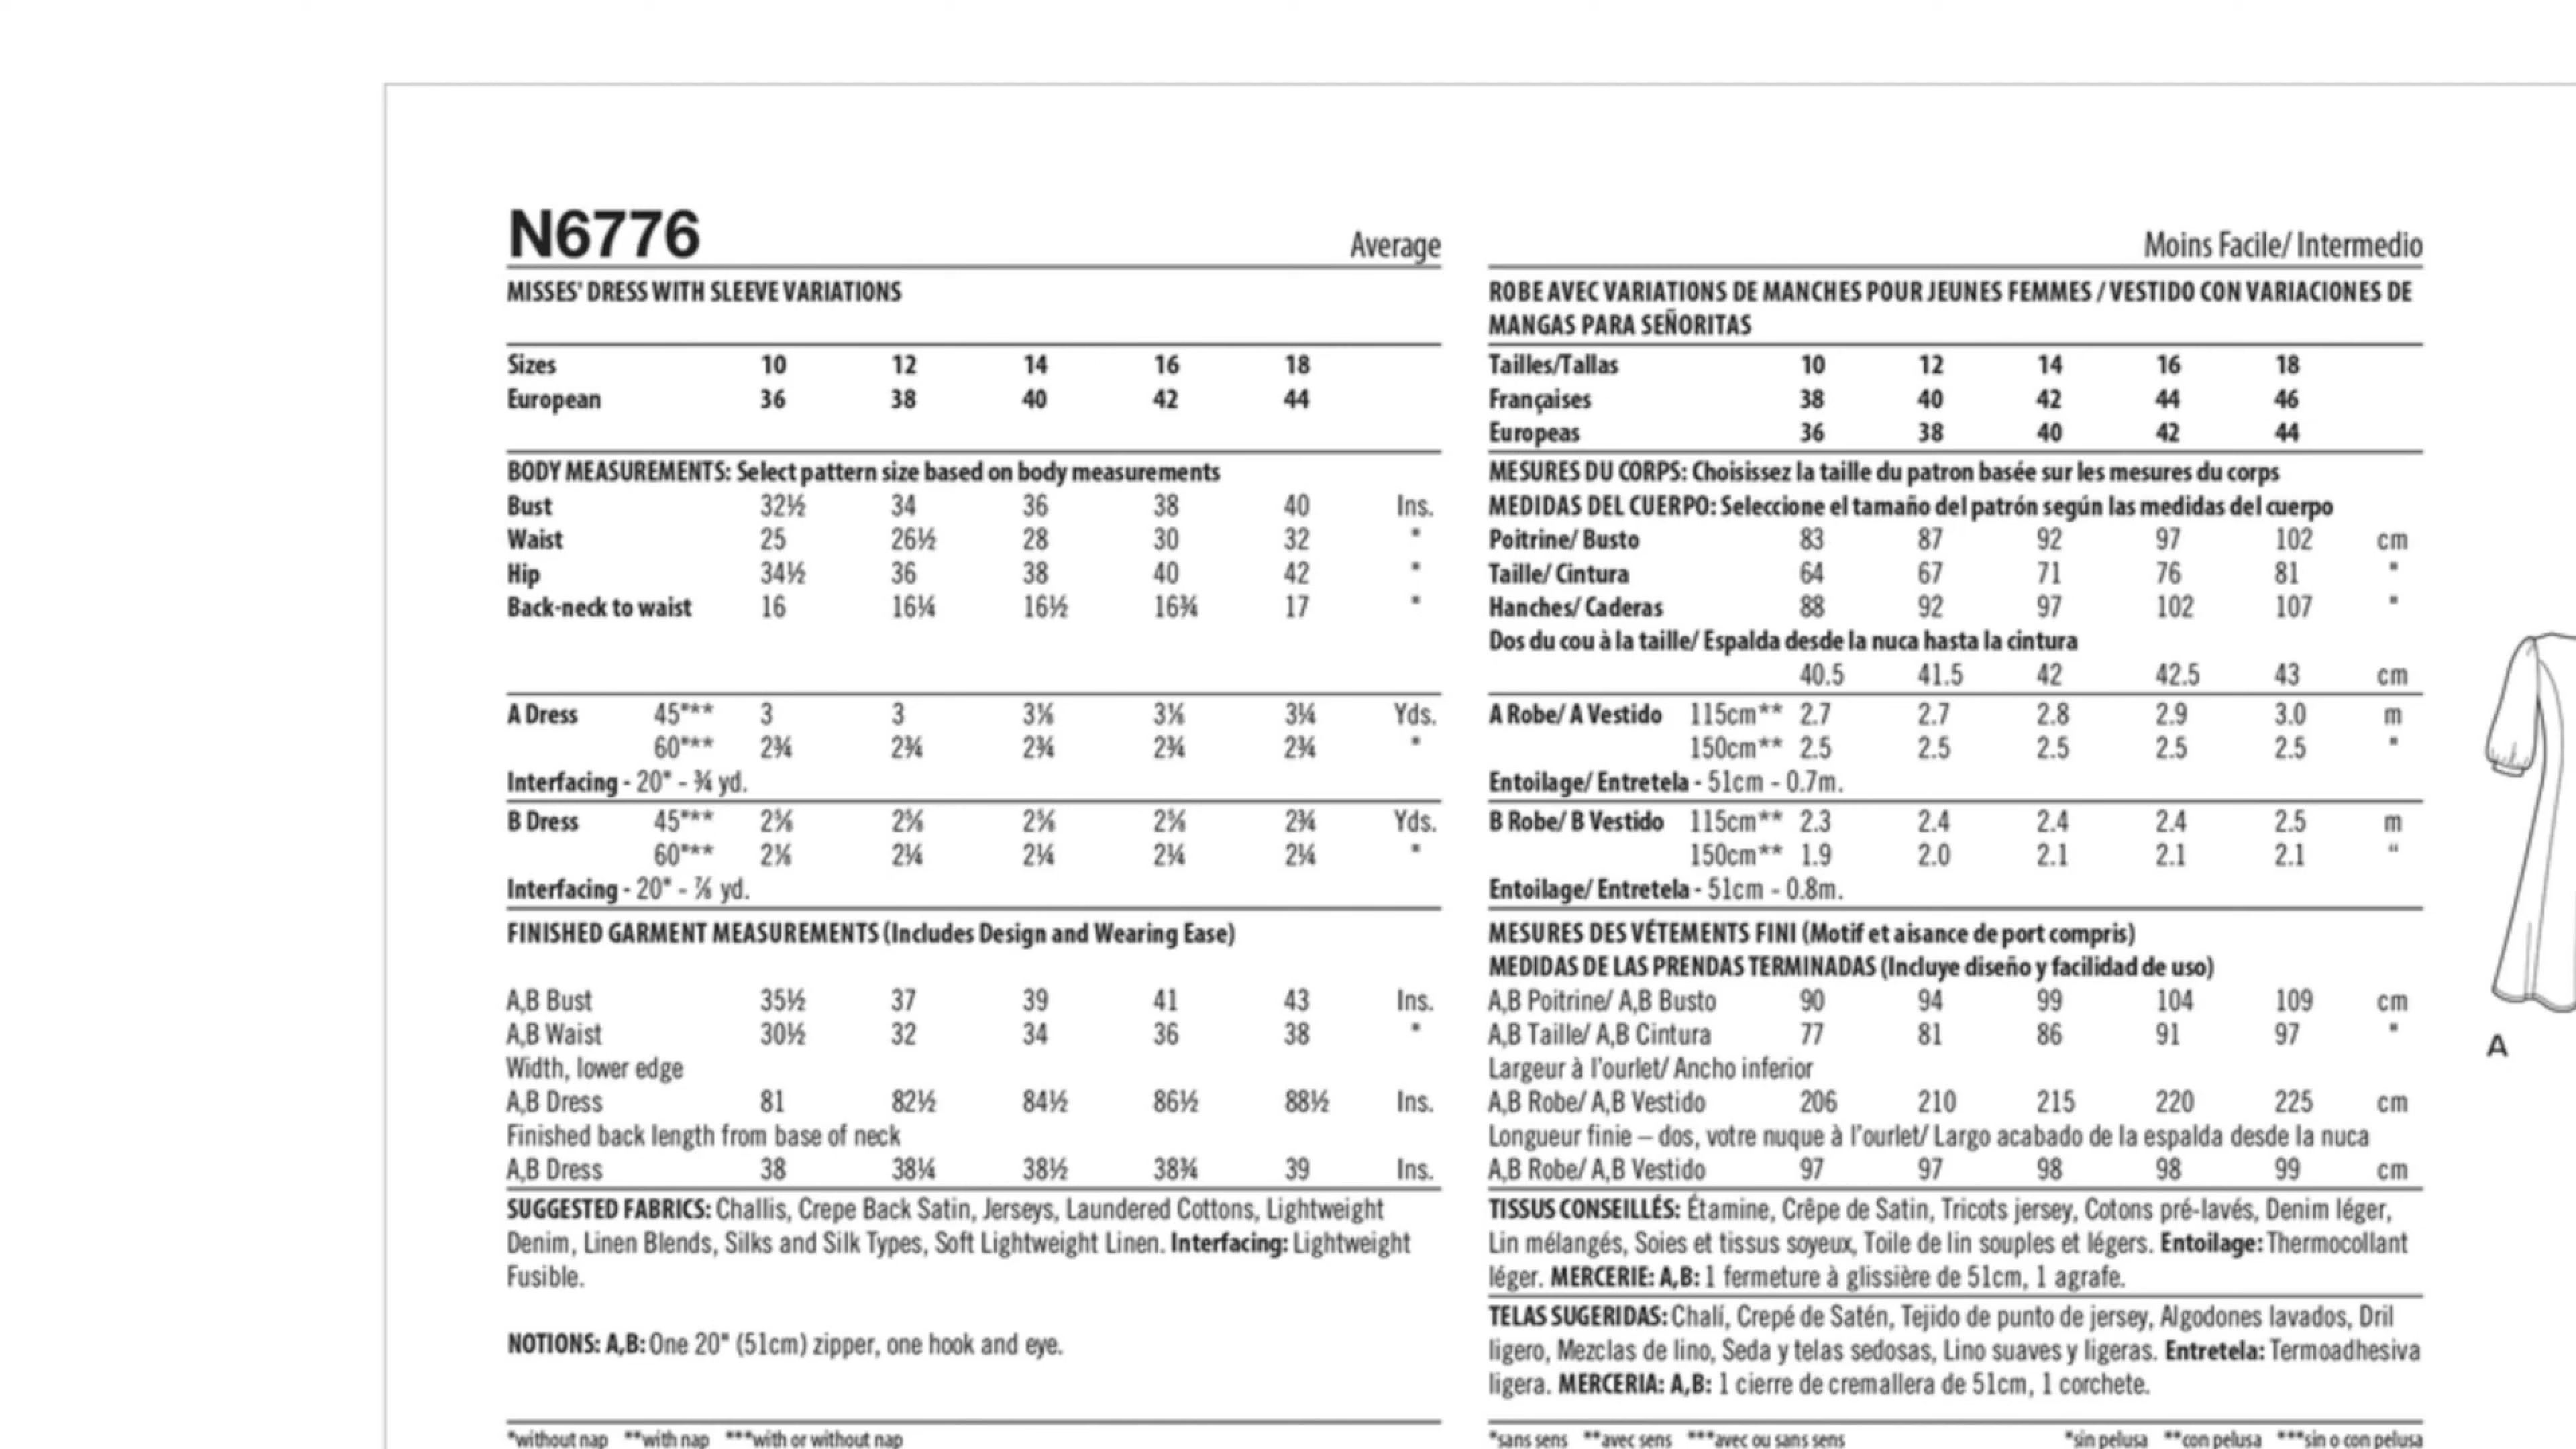 N6776
Average
MISSES' DRESS WITH SLEEVE VARIATIONS
Sizes 10 12 14 16 18
European 36 38 40 42 44
BODY MEASUREMENTS: Select pattern size based on body measurements
Bust 32½ 34 36 38 40 Ins.
Waist 25 26½ 28 30 32 "
Hip 34½ 36 38 40 42 "
Back-neck to waist 16 16¼ 16½ 16¾ 17 "
A Dress 45"** 3 3 3⅛ 3⅛ 3¼ Yds.
60"** 2¾ 2¾ 2¾ 2¾ 2¾ "
Interfacing - 20" - ¾ yd.
B Dress 45"** 2⅝ 2⅝ 2⅝ 2⅝ 2¾ Yds.
60"** 2⅛ 2¼ 2¼ 2¼ 2¼ "
Interfacing - 20" - ⅞ yd.
FINISHED GARMENT MEASUREMENTS (Includes Design and Wearing Ease)
A,B Bust 35½ 37 39 41 43 Ins.
A,B Waist 30½ 32 34 36 38 "
Width, lower edge
A,B Dress 81 82½ 84½ 86½ 88½ Ins.
Finished back length from base of neck
A,B Dress 38 38¼ 38½ 38¾ 39 Ins.
SUGGESTED FABRICS: Challis, Crepe Back Satin, Jerseys, Laundered Cottons, Lightweight
Denim, Linen Blends, Silks and Silk Types, Soft Lightweight Linen. Interfacing: Lightweight
Fusible.
NOTIONS: A,B: One 20" (51cm) zipper, one hook and eye.
*without nap **with nap ***with or without nap
Moins Facile/ Intermedio
ROBE AVEC VARIATIONS DE MANCHES POUR JEUNES FEMMES / VESTIDO CON VARIACIONES DE
MANGAS PARA SEÑORITAS
Tailles/Tallas 10 12 14 16 18
Françaises 38 40 42 44 46
Europeas 36 38 40 42 44
MESURES DU CORPS: Choisissez la taille du patron basée sur les mesures du corps
MEDIDAS DEL CUERPO: Seleccione el tamaño del patrón según las medidas del cuerpo
Poitrine/ Busto 83 87 92 97 102 cm
Taille/ Cintura 64 67 71 76 81 "
Hanches/ Caderas 88 92 97 102 107 "
Dos du cou à la taille/ Espalda desde la nuca hasta la cintura
40.5 41.5 42 42.5 43 cm
A Robe/ A Vestido 115cm** 2.7 2.7 2.8 2.9 3.0 m
150cm** 2.5 2.5 2.5 2.5 2.5 "
Entoilage/ Entretela - 51cm - 0.7m.
B Robe/ B Vestido 115cm** 2.3 2.4 2.4 2.4 2.5 m
150cm** 1.9 2.0 2.1 2.1 2.1 "
Entoilage/ Entretela - 51cm - 0.8m.
MESURES DES VÉTEMENTS FINI (Motif et aisance de port compris)
MEDIDAS DE LAS PRENDAS TERMINADAS (Incluye diseño y facilidad de uso)
A,B Poitrine/ A,B Busto 90 94 99 104 109 cm
A,B Taille/ A,B Cintura 77 81 86 91 97 "
Largeur à l'ourlet/ Ancho inferior
A,B Robe/ A,B Vestido 206 210 215 220 225 cm
Longueur finie – dos, votre nuque à l'ourlet/ Largo acabado de la espalda desde la nuca
A,B Robe/ A,B Vestido 97 97 98 98 99 cm
TISSUS CONSEILLÉS: Étamine, Crêpe de Satin, Tricots jersey, Cotons pré-lavés, Denim léger,
Lin mélangés, Soies et tissus soyeux, Toile de lin souples et légers. Entoilage: Thermocollant
léger. MERCERIE: A,B: 1 fermeture à glissière de 51cm, 1 agrafe.
TELAS SUGERIDAS: Chalí, Crepé de Satén, Tejido de punto de jersey, Algodones lavados, Dril
ligero, Mezclas de lino, Seda y telas sedosas, Lino suaves y ligeras. Entretela: Termoadhesiva
ligera. MERCERIA: A,B: 1 cierre de cremallera de 51cm, 1 corchete.
*sans sens **avec sens ***avec ou sans sens *sin pelusa **con pelusa ***sin o con pelusa
A